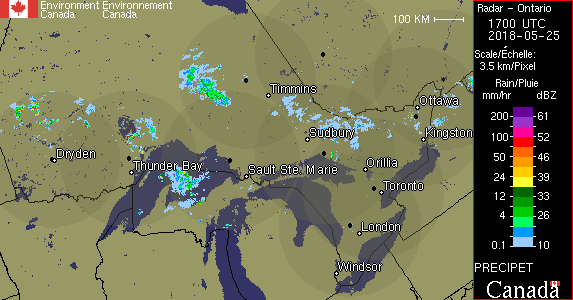 Environment Environnement
Canada Canada
100 KM
Timmins
Ottawa
Sudbury
Kingston
Dryden
Thunder Bay
Sault Ste. Marie
Orillia
Toronto
London
Windsor
Radar - Ontario
1700 UTC
2018-05-25
Scale/Échelle:
3.5 km/Pixel
Rain/Pluie
mm/hr dBZ
200 61
100 52
50 46
24 39
12 33
4 26
0.1 10
PRECIPET
Canada